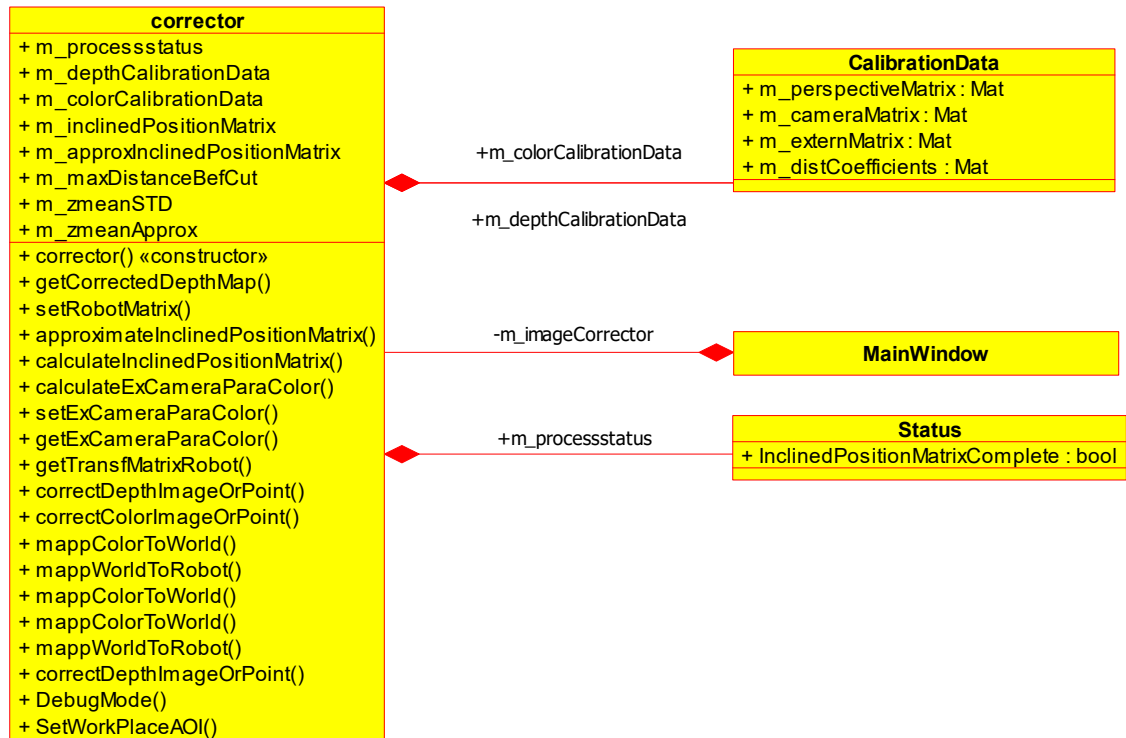 corrector
+ m_processstatus
+ m_depthCalibrationData
+ m_colorCalibrationData
+ m_inclinedPositionMatrix
+ m_approxInclinedPositionMatrix
+ m_maxDistanceBefCut
+ m_zmeanSTD
+ m_zmeanApprox
+ corrector() «constructor»
+ getCorrectedDepthMap()
+ setRobotMatrix()
+ approximateInclinedPositionMatrix()
+ calculateInclinedPositionMatrix()
+ calculateExCameraParaColor()
+ setExCameraParaColor()
+ getExCameraParaColor()
+ getTransfMatrixRobot()
+ correctDepthImageOrPoint()
+ correctColorImageOrPoint()
+ mappColorToWorld()
+ mappWorldToRobot()
+ mappColorToWorld()
+ mappColorToWorld()
+ mappWorldToRobot()
+ correctDepthImageOrPoint()
+ DebugMode()
+ SetWorkPlaceAOI()
+m_colorCalibrationData
+m_depthCalibrationData
-m_imageCorrector
+m_processstatus
CalibrationData
+ m_perspectiveMatrix : Mat
+ m_cameraMatrix : Mat
+ m_externMatrix : Mat
+ m_distCoefficients : Mat
MainWindow
Status
+ InclinedPositionMatrixComplete : bool